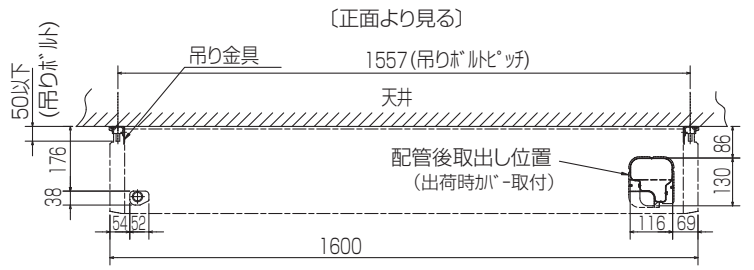 〔正面より見る〕
吊り金具
1557(吊りボルトピッチ)
50以下
(吊りボルト)
天井
176
38
86
130
配管後取出し位置
(出荷時カバー取付)
54
52
116
69
1600